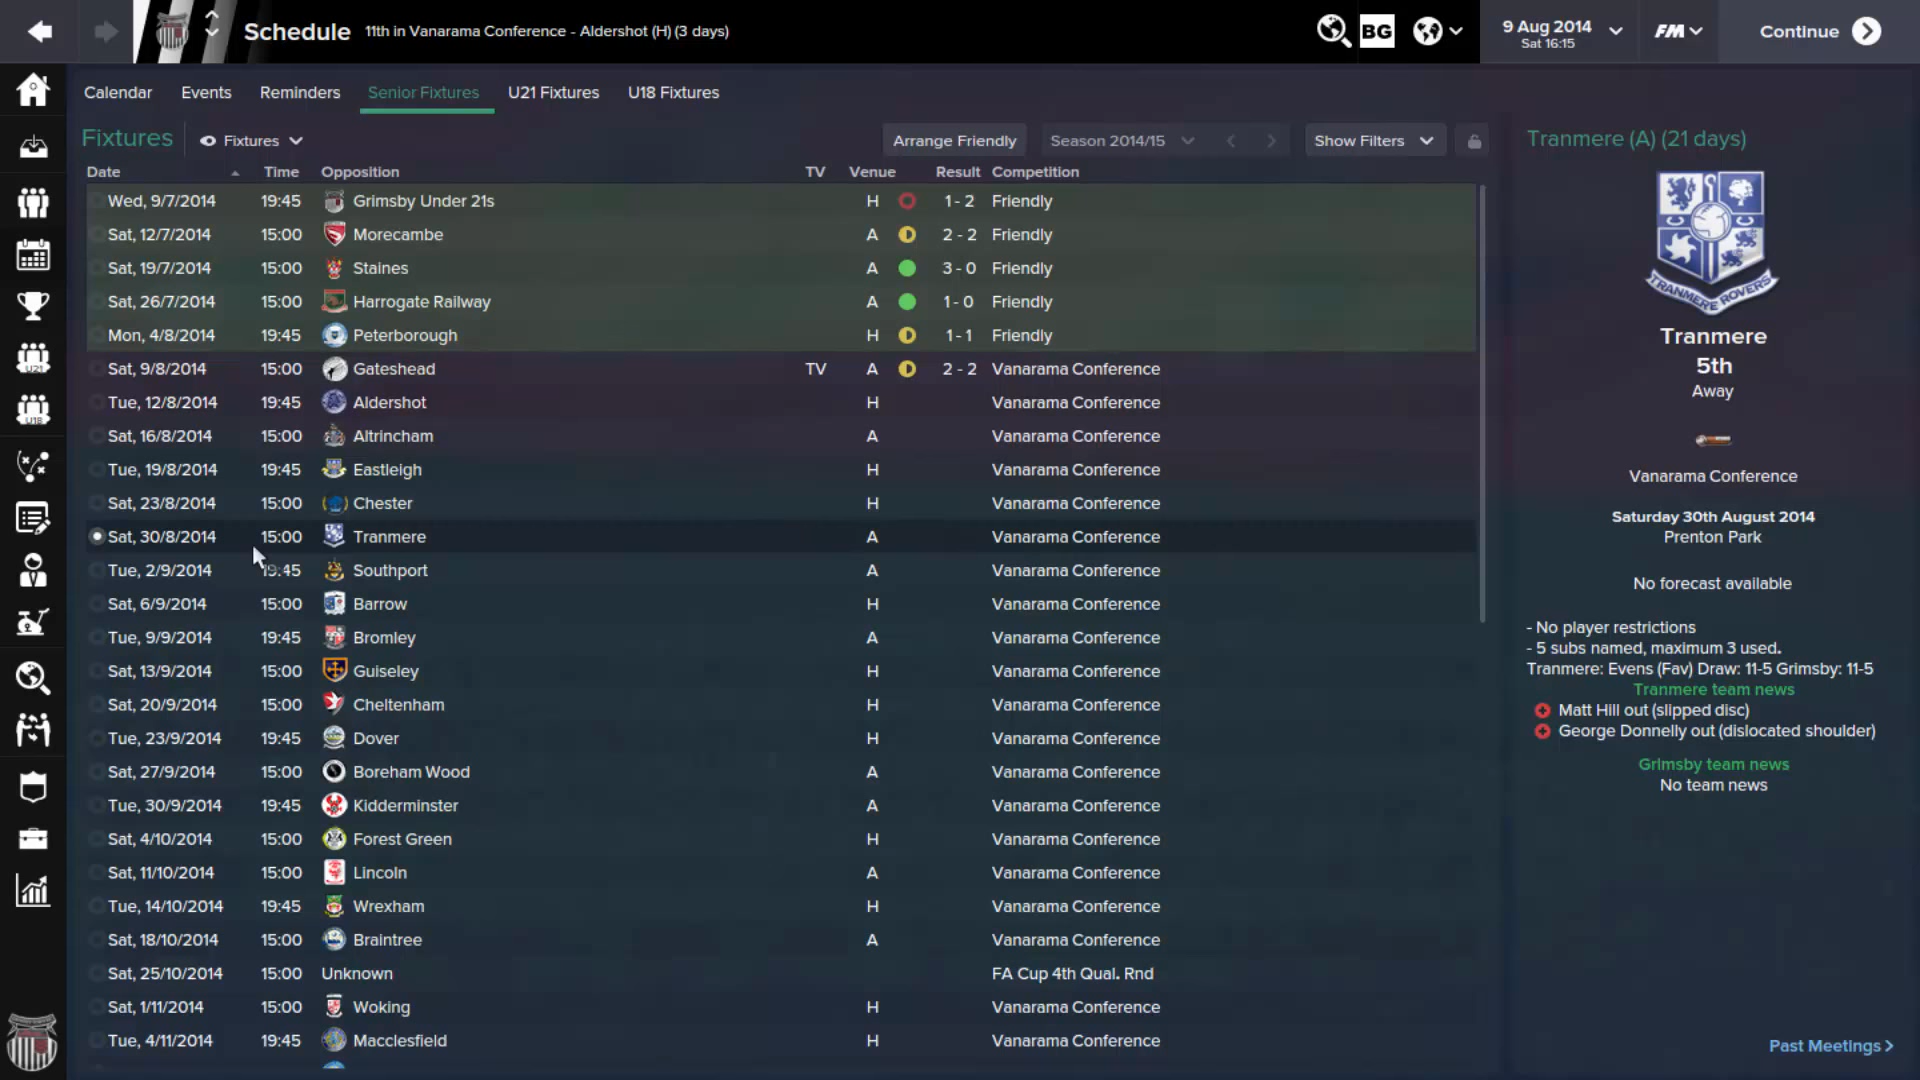 Schedule
11th in Vanarama Conference - Aldershot (H) (3 days)
BG
9 Aug 2014
Sat 16:15
FM
Continue
Calendar Events Reminders Senior Fixtures U21 Fixtures U18 Fixtures
Fixtures Fixtures Arrange Friendly Season 2014/15 Show Filters
Date Time Opposition TV Venue Result Competition
Wed, 9/7/2014 19:45 Grimsby Under 21s H 1 - 2 Friendly
Sat, 12/7/2014 15:00 Morecambe A 2 - 2 Friendly
Sat, 19/7/2014 15:00 Staines A 3 - 0 Friendly
Sat, 26/7/2014 15:00 Harrogate Railway A 1 - 0 Friendly
Mon, 4/8/2014 19:45 Peterborough H 1 - 1 Friendly
Sat, 9/8/2014 15:00 Gateshead TV A 2 - 2 Vanarama Conference
Tue, 12/8/2014 19:45 Aldershot H Vanarama Conference
Sat, 16/8/2014 15:00 Altrincham A Vanarama Conference
Tue, 19/8/2014 19:45 Eastleigh H Vanarama Conference
Sat, 23/8/2014 15:00 Chester H Vanarama Conference
Sat, 30/8/2014 15:00 Tranmere A Vanarama Conference
Tue, 2/9/2014 19:45 Southport A Vanarama Conference
Sat, 6/9/2014 15:00 Barrow H Vanarama Conference
Tue, 9/9/2014 19:45 Bromley A Vanarama Conference
Sat, 13/9/2014 15:00 Guiseley H Vanarama Conference
Sat, 20/9/2014 15:00 Cheltenham H Vanarama Conference
Tue, 23/9/2014 19:45 Dover H Vanarama Conference
Sat, 27/9/2014 15:00 Boreham Wood A Vanarama Conference
Tue, 30/9/2014 19:45 Kidderminster A Vanarama Conference
Sat, 4/10/2014 15:00 Forest Green H Vanarama Conference
Sat, 11/10/2014 15:00 Lincoln A Vanarama Conference
Tue, 14/10/2014 19:45 Wrexham H Vanarama Conference
Sat, 18/10/2014 15:00 Braintree A Vanarama Conference
Sat, 25/10/2014 15:00 Unknown FA Cup 4th Qual. Rnd
Sat, 1/11/2014 15:00 Woking H Vanarama Conference
Tue, 4/11/2014 19:45 Macclesfield H Vanarama Conference
U21
U18
Tranmere (A) (21 days)
TRANMERE ROVERS
Tranmere
5th
Away
Vanarama Conference
Saturday 30th August 2014
Prenton Park
No forecast available
- No player restrictions
- 5 subs named, maximum 3 used.
Tranmere: Evens (Fav) Draw: 11-5 Grimsby: 11-5
Tranmere team news
Matt Hill out (slipped disc)
George Donnelly out (dislocated shoulder)
Grimsby team news
No team news
Past Meetings >